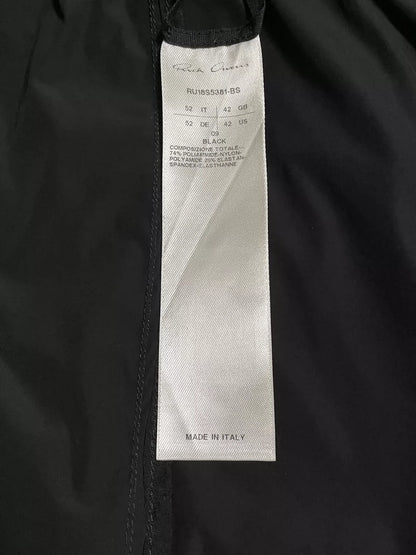 Rick Owens
RU18S5381-BS
52 IT 42 GB
52 DE 42 US
09
BLACK
COMPOSIZIONE TOTALE-
74% POLIAMMIDE-NYLON-
POLYAMIDE 26% ELASTAN-
SPANDEX-ELASTHANNE
MADE IN ITALY